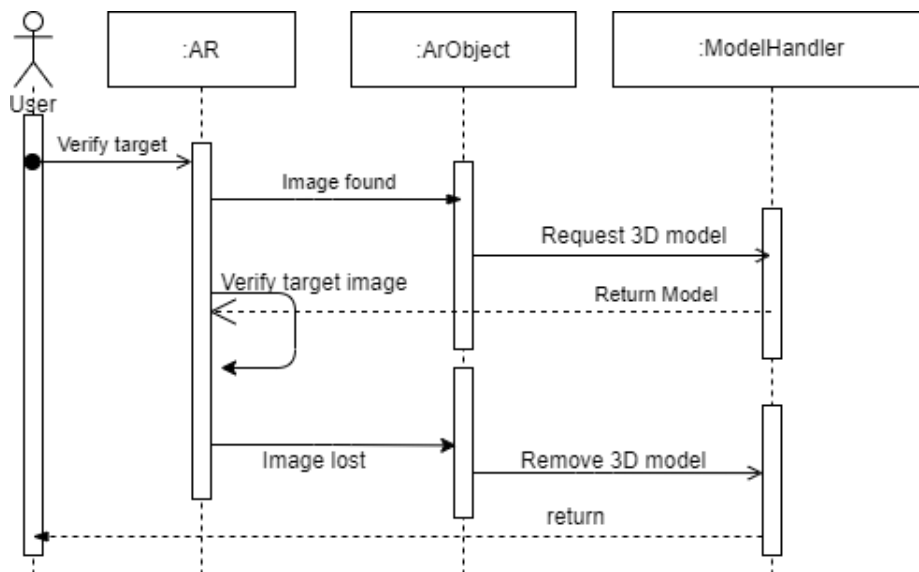 :AR
:ArObject
:ModelHandler
User
Verify target
Image found
Request 3D model
Verify target image
Return Model
Image lost
Remove 3D model
return